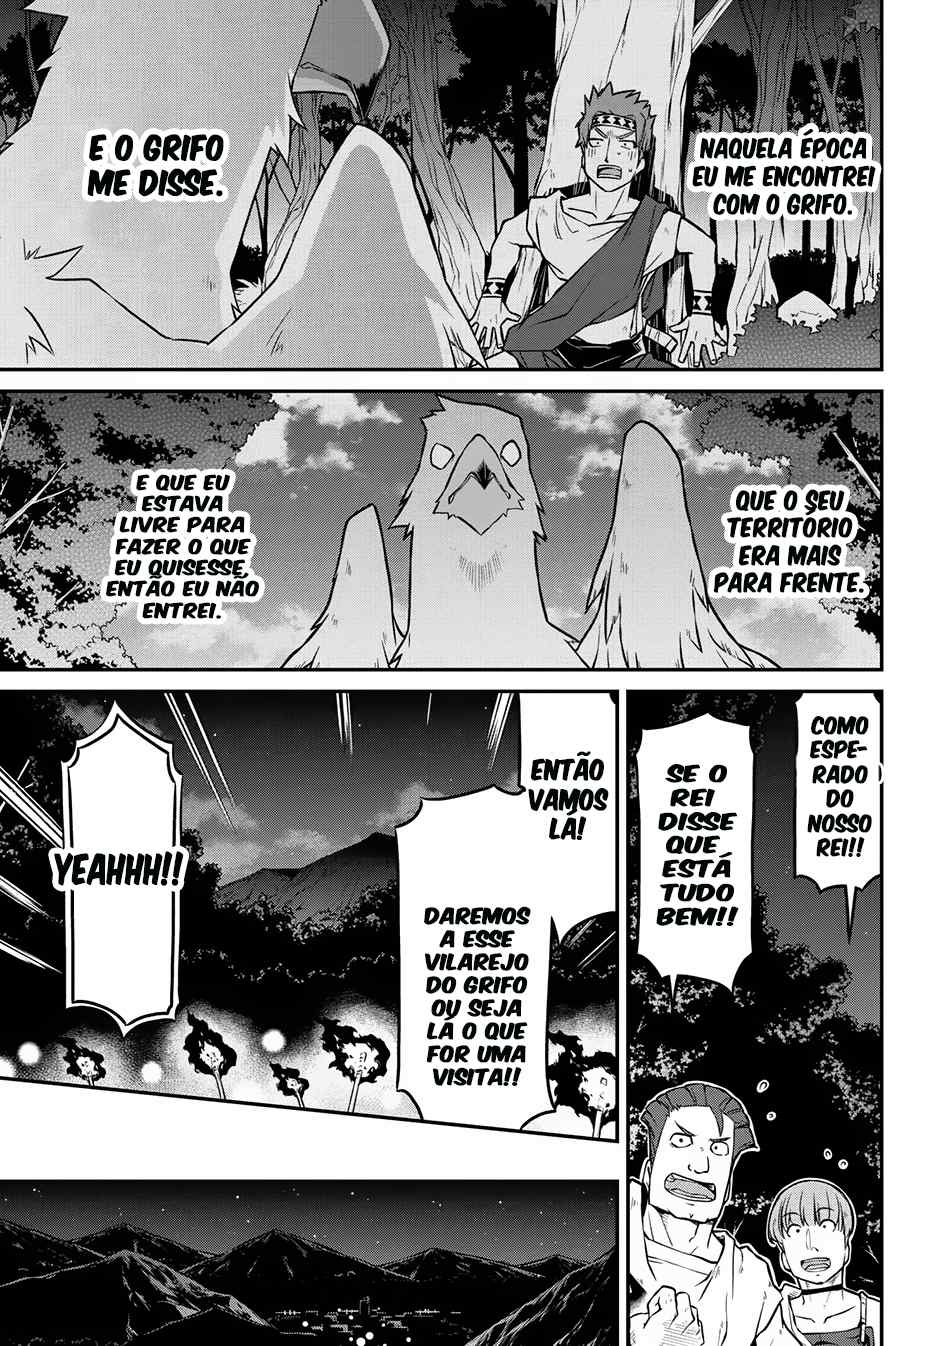 NAQUELA ÉPOCA
EU ME ENCONTREI
COM O GRIFO.
E O GRIFO
ME DISSE.
QUE O SEU
TERRITÓRIO
ERA MAIS
PARA FRENTE.
E QUE EU
ESTAVA
LIVRE PARA
FAZER O QUE
EU QUISESSE,
ENTÃO EU NÃO
ENTREI.
COMO
ESPE-
RADO
DO
NOSSO
REI!!
SE O
REI
DISSE
QUE
ESTÁ
TUDO
BEM!!
ENTÃO
VAMOS
LÁ!
DAREMOS
A ESSE
VILAREJO
DO GRIFO
OU SEJA
LÁ O QUE
FOR UMA
VISITA!!
YEAHHH!!